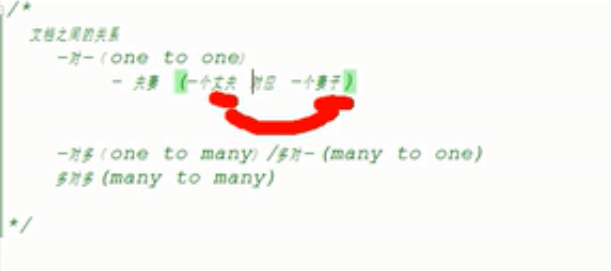 /*
文档之间的关系
一对一（one to one）
- 夫妻 (一个丈夫 对应 一个妻子)
一对多（one to many）/多对一(many to one)
多对多(many to many)
*/